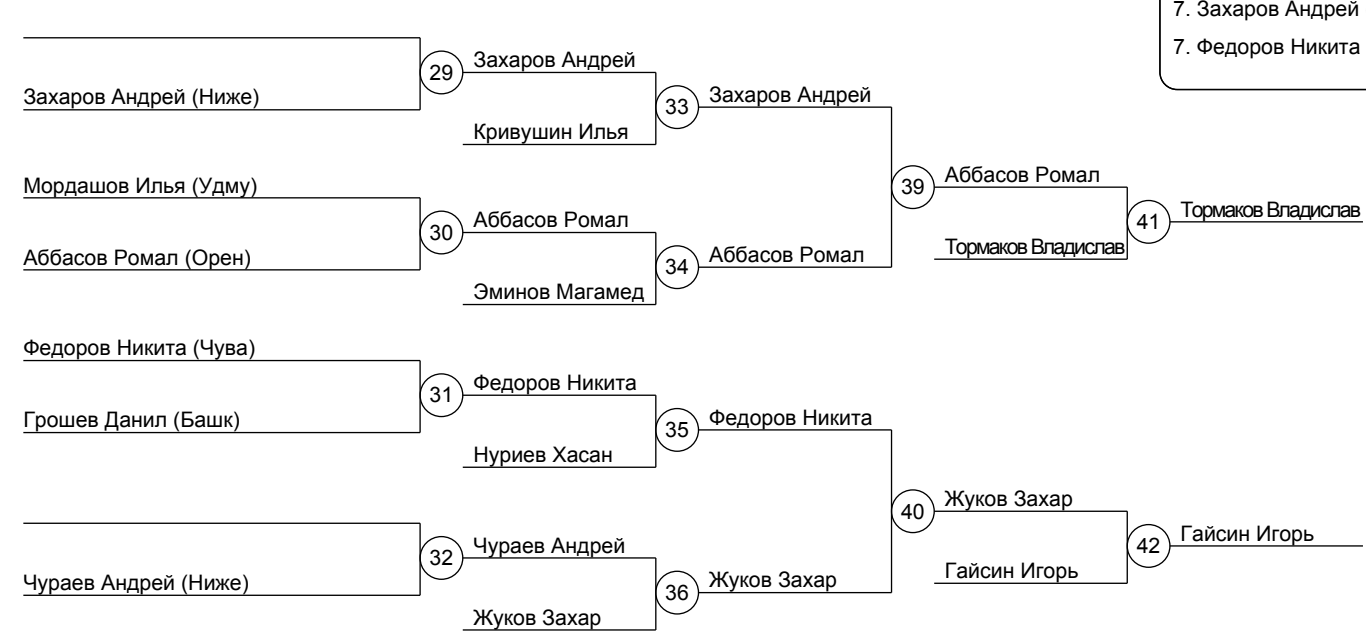 7. Захаров Андрей
7. Федоров Никита
29
Захаров Андрей
Захаров Андрей (Ниже)
33
Захаров Андрей
Кривушин Илья
Мордашов Илья (Удму)
39
Аббасов Ромал
30
Аббасов Ромал
41
Тормаков Владислав
Аббасов Ромал (Орен)
34
Аббасов Ромал
Тормаков Владислав
Эминов Магамед
Федоров Никита (Чува)
31
Федоров Никита
Грошев Данил (Башк)
35
Федоров Никита
Нуриев Хасан
40
Жуков Захар
32
Чураев Андрей
42
Гайсин Игорь
Чураев Андрей (Ниже)
36
Жуков Захар
Гайсин Игорь
Жуков Захар